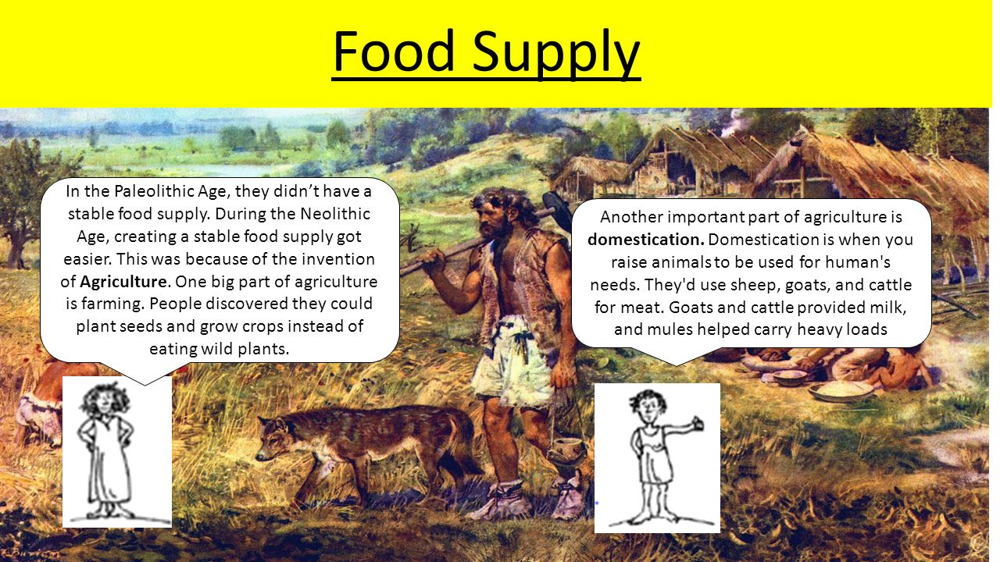 Food Supply
In the Paleolithic Age, they didn’t have a
stable food supply. During the Neolithic
Age, creating a stable food supply got
easier. This was because of the invention
of Agriculture. One big part of agriculture
is farming. People discovered they could
plant seeds and grow crops instead of
eating wild plants.
Another important part of agriculture is
domestication. Domestication is when you
raise animals to be used for human's
needs. They'd use sheep, goats, and cattle
for meat. Goats and cattle provided milk,
and mules helped carry heavy loads